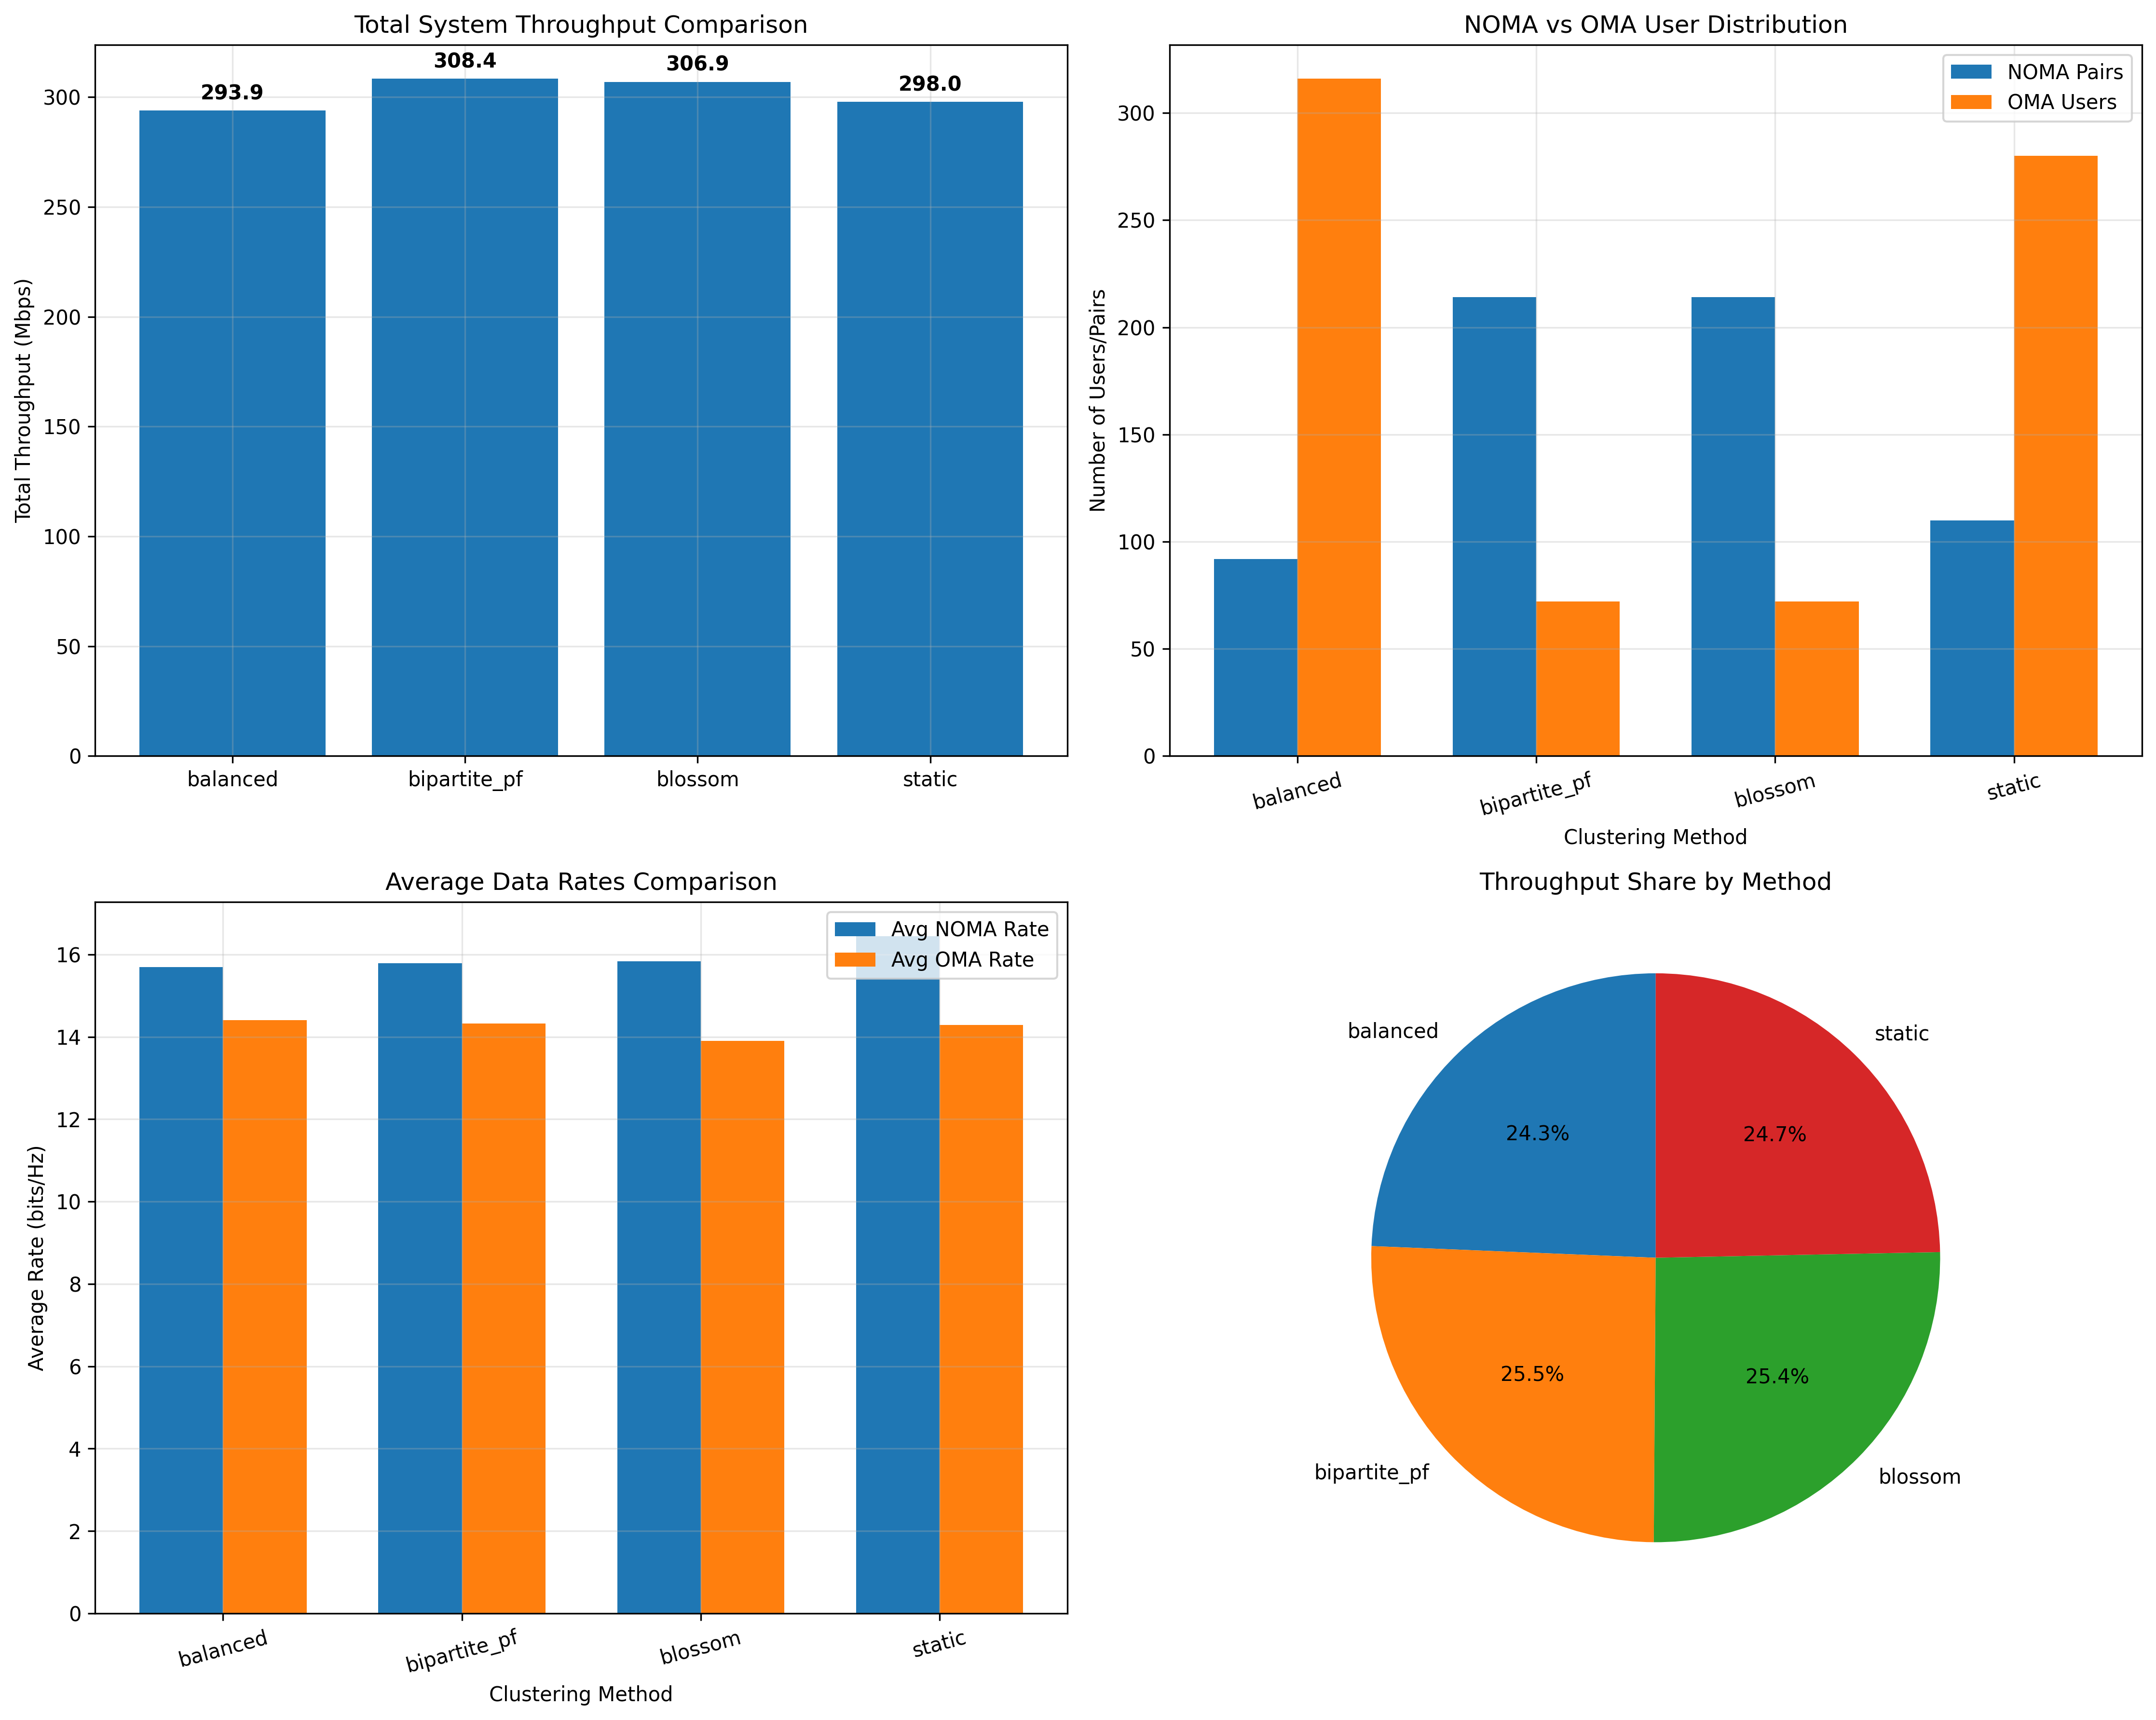 Total System Throughput Comparison
Total Throughput (Mbps)
300
250
200
150
100
50
0
293.9
308.4
306.9
298.0
balanced
bipartite_pf
blossom
static
NOMA vs OMA User Distribution
Number of Users/Pairs
300
250
200
150
100
50
0
NOMA Pairs
OMA Users
balanced
bipartite_pf
blossom
static
Clustering Method
Average Data Rates Comparison
Average Rate (bits/Hz)
16
14
12
10
8
6
4
2
0
Avg NOMA Rate
Avg OMA Rate
balanced
bipartite_pf
blossom
static
Clustering Method
Throughput Share by Method
balanced
static
24.3%
24.7%
25.5%
25.4%
bipartite_pf
blossom